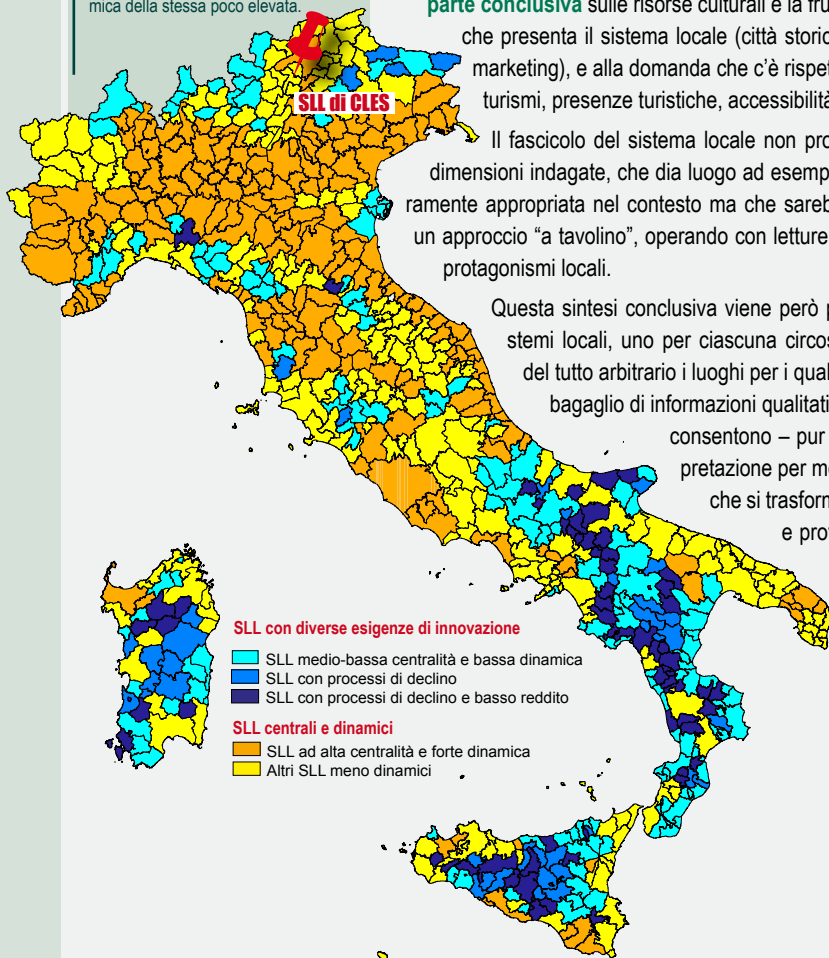 mica della stessa poco elevata.
parte conclusiva sulle risorse culturali e la fru
che presenta il sistema locale (città storic
marketing), e alla domanda che c'è rispet
turismi, presenze turistiche, accessibilità
Il fascicolo del sistema locale non pro
dimensioni indagate, che dia luogo ad esemp
ramente appropriata nel contesto ma che sareb
un approccio “a tavolino”, operando con letture
protagonismi locali.
Questa sintesi conclusiva viene però p
stemi locali, uno per ciascuna circos
del tutto arbitrario i luoghi per i qual
bagaglio di informazioni qualitati
consentono – pur
pretazione per me
che si trasform
e prot
SLL di CLES
SLL con diverse esigenze di innovazione
SLL medio-bassa centralità e bassa dinamica
SLL con processi di declino
SLL con processi di declino e basso reddito
SLL centrali e dinamici
SLL ad alta centralità e forte dinamica
Altri SLL meno dinamici